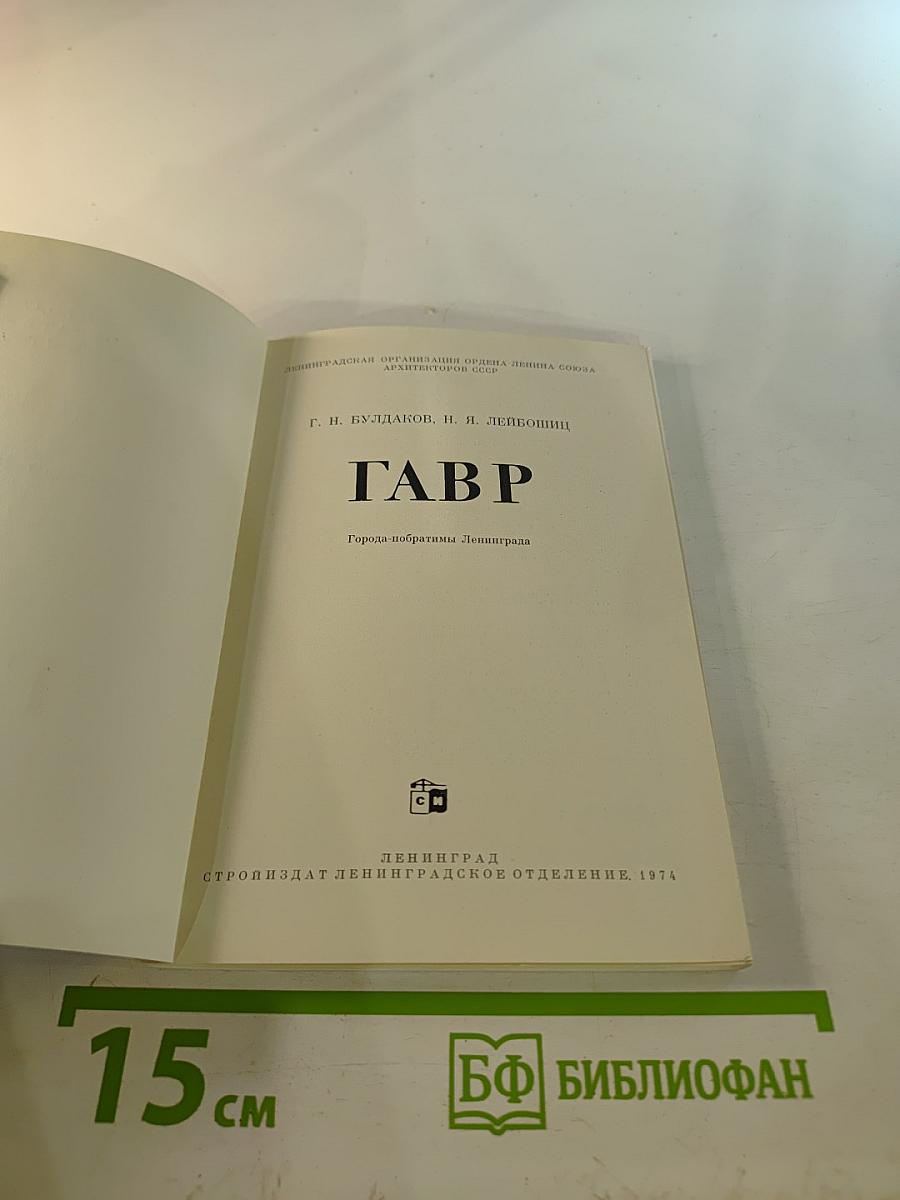 ЛЕНИНГРАДСКАЯ ОРГАНИЗАЦИЯ ОРДЕНА ЛЕНИНА СОЮЗА
АРХИТЕКТОРОВ СССР
Г. Н. БУЛДАКОВ, Н. Я. ЛЕЙБОШИЦ
ГАВР
Города-побратимы Ленинграда
С И
ЛЕНИНГРАД
СТРОЙИЗДАТ ЛЕНИНГРАДСКОЕ ОТДЕЛЕНИЕ, 1974
15 см
БФ БИБЛИОФАН